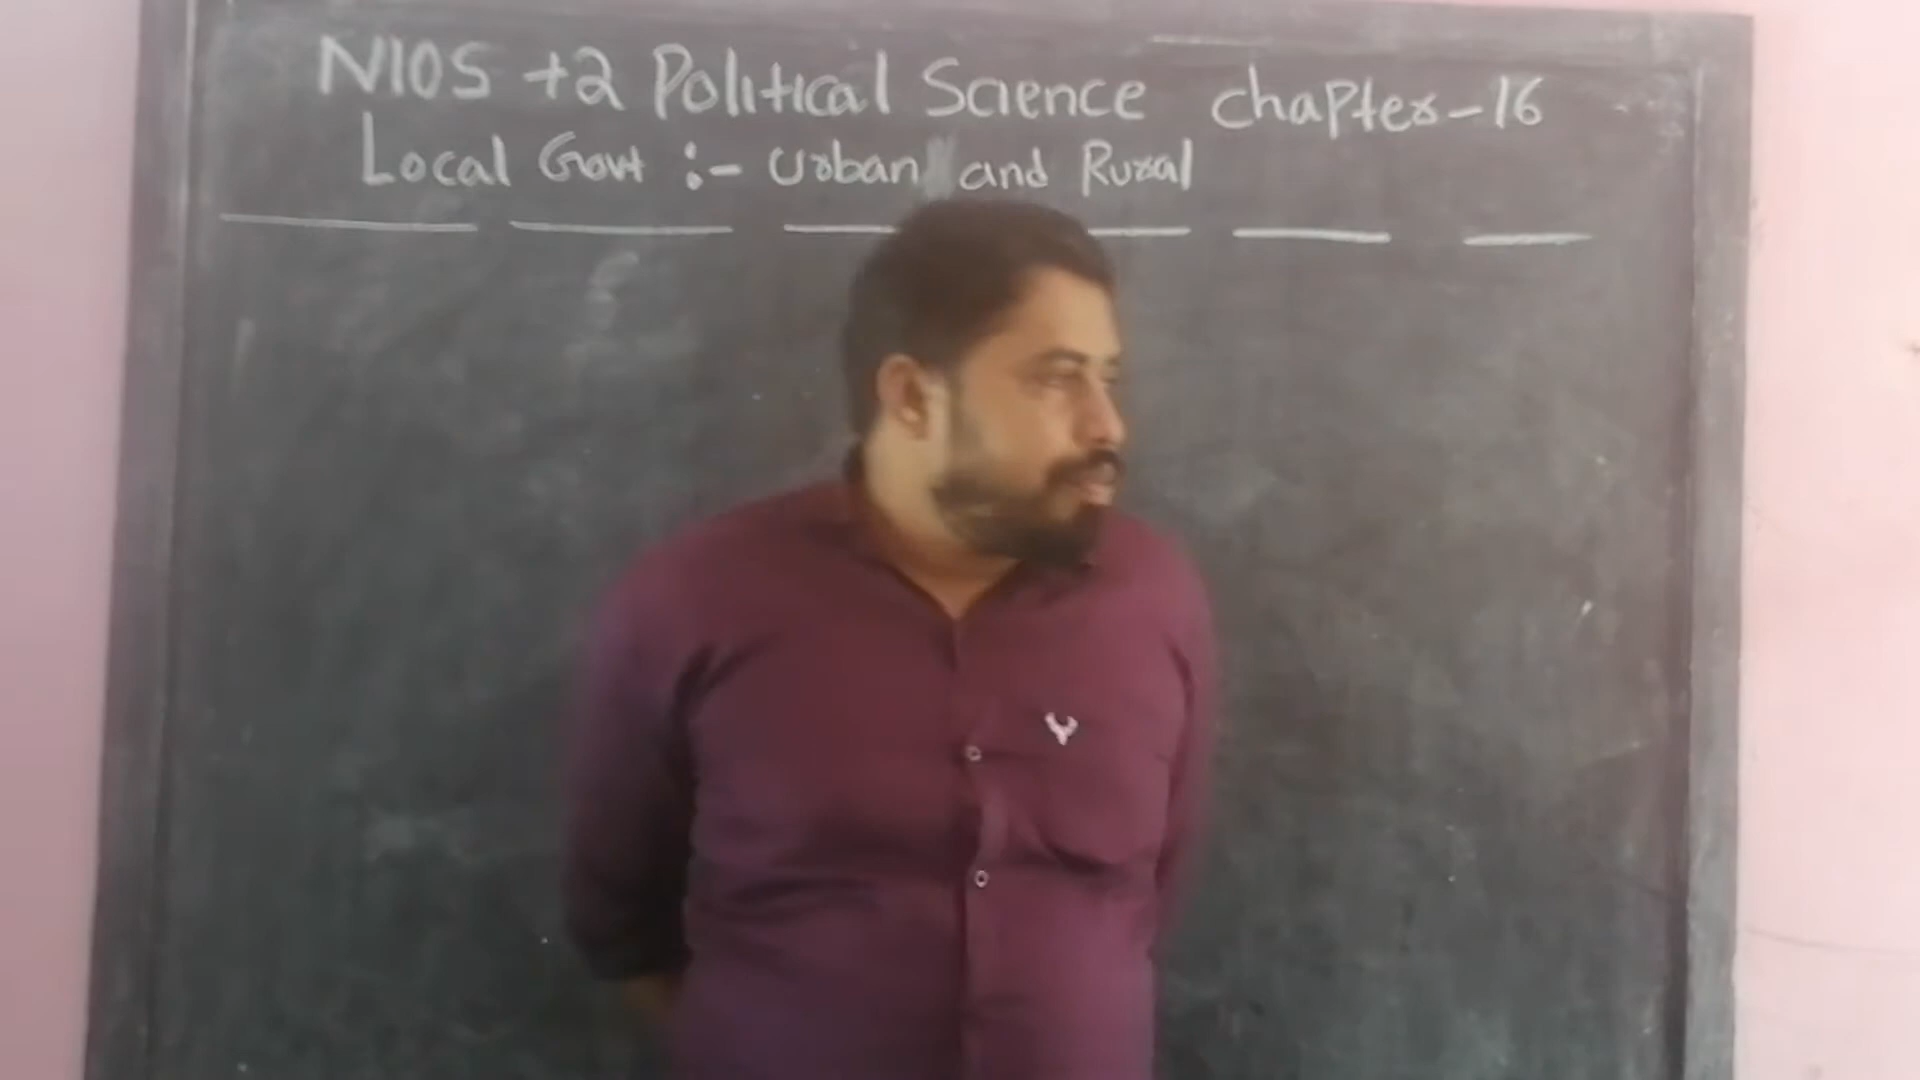 NIOS +2 Political Science chapter-16
Local Govt :- Urban and Rural